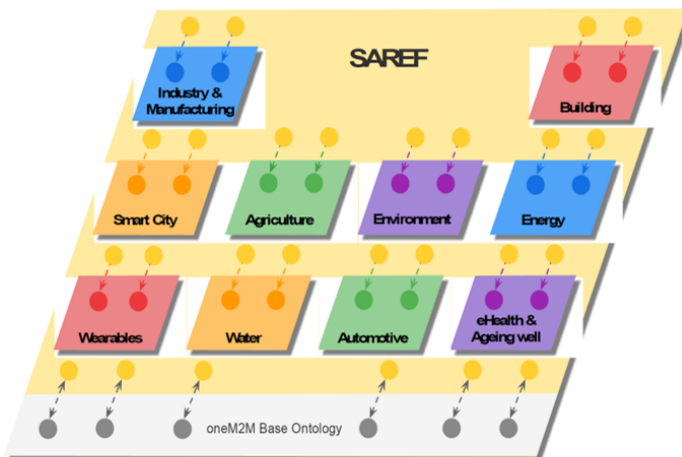 SAREF
Industry &
Manufacturing
Building
Smart City
Agriculture
Environment
Energy
Wearables
Water
Automotive
eHealth &
Ageing well
oneM2M Base Ontology